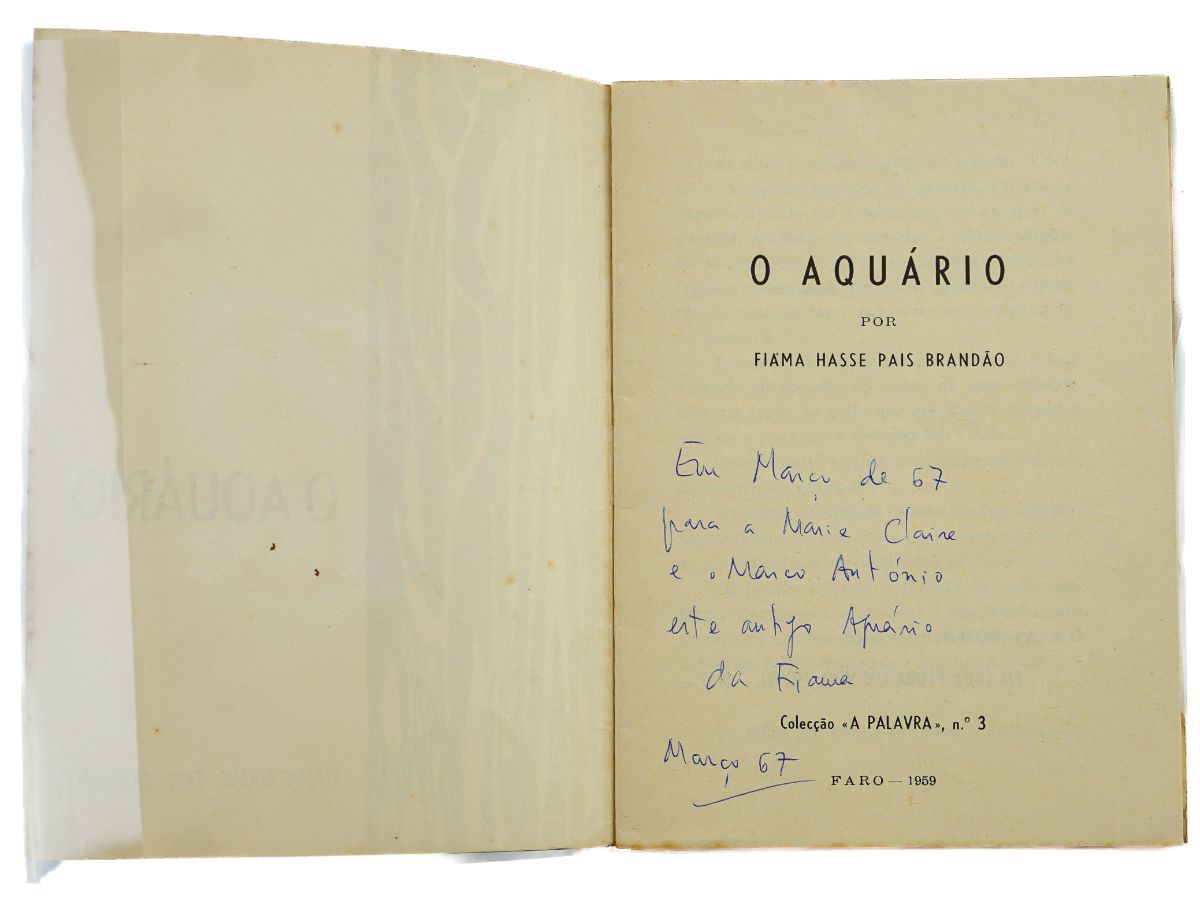 O AQUÁRIO
POR
FIAMA HASSE PAIS BRANDÃO
Em Março de 67
para a Marie Claire
e o Marco António
este antigo Aquário
da Fiama
Colecção «A PALAVRA», n.º 3
Março 67
FARO — 1959
O AQUÁRIO